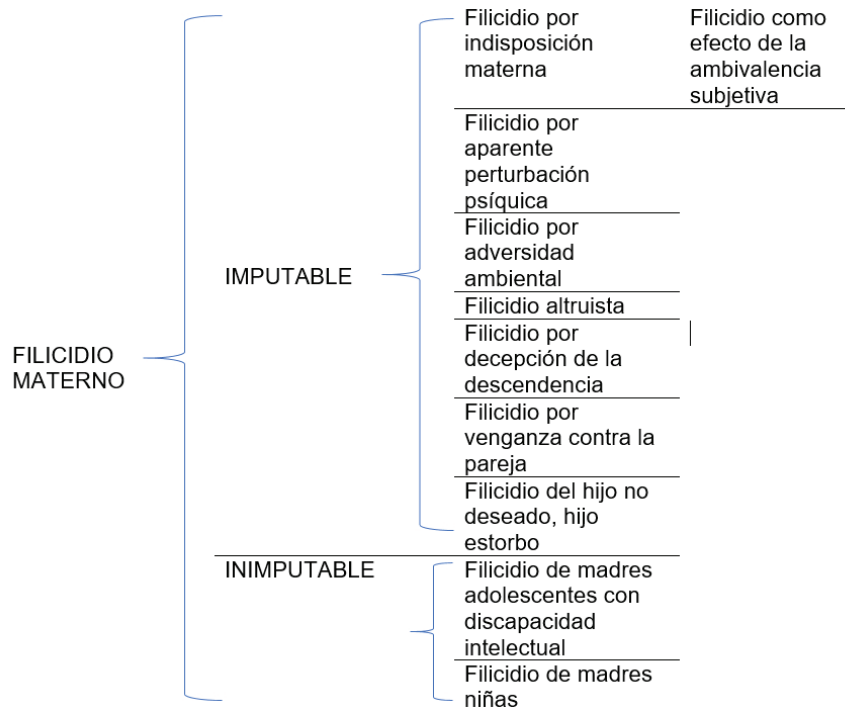 Filicidio por
indisposición
materna
Filicidio como
efecto de la
ambivalencia
subjetiva
Filicidio por
aparente
perturbación
psíquica
Filicidio por
adversidad
ambiental
IMPUTABLE
Filicidio altruista
Filicidio por
decepción de la
descendencia
FILICIDIO
MATERNO
Filicidio por
venganza contra la
pareja
Filicidio del hijo no
deseado, hijo
estorbo
INIMPUTABLE
Filicidio de madres
adolescentes con
discapacidad
intelectual
Filicidio de madres
niñas